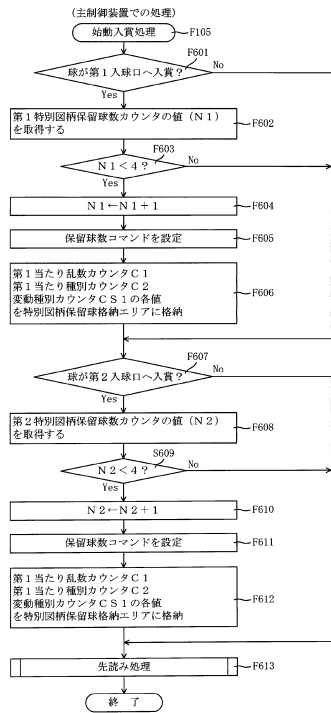 (主制御装置での処理)
始動入賞処理
F105
F601
球が第1入球口へ入賞?
No
Yes
第1特別図柄保留球数カウンタの値(N1)
を取得する
F602
F603
N1<4?
No
Yes
N1←N1+1
F604
保留球数コマンドを設定
F605
第1当たり乱数カウンタC1
第1当たり種別カウンタC2
変動種別カウンタCS1の各値
を特別図柄保留球格納エリアに格納
F606
F607
球が第2入球口へ入賞?
No
Yes
第2特別図柄保留球数カウンタの値(N2)
を取得する
F608
S609
N2<4?
No
Yes
N2←N2+1
F610
保留球数コマンドを設定
F611
第1当たり乱数カウンタC1
第1当たり種別カウンタC2
変動種別カウンタCS1の各値
を特別図柄保留球格納エリアに格納
F612
先読み処理
F613
終了